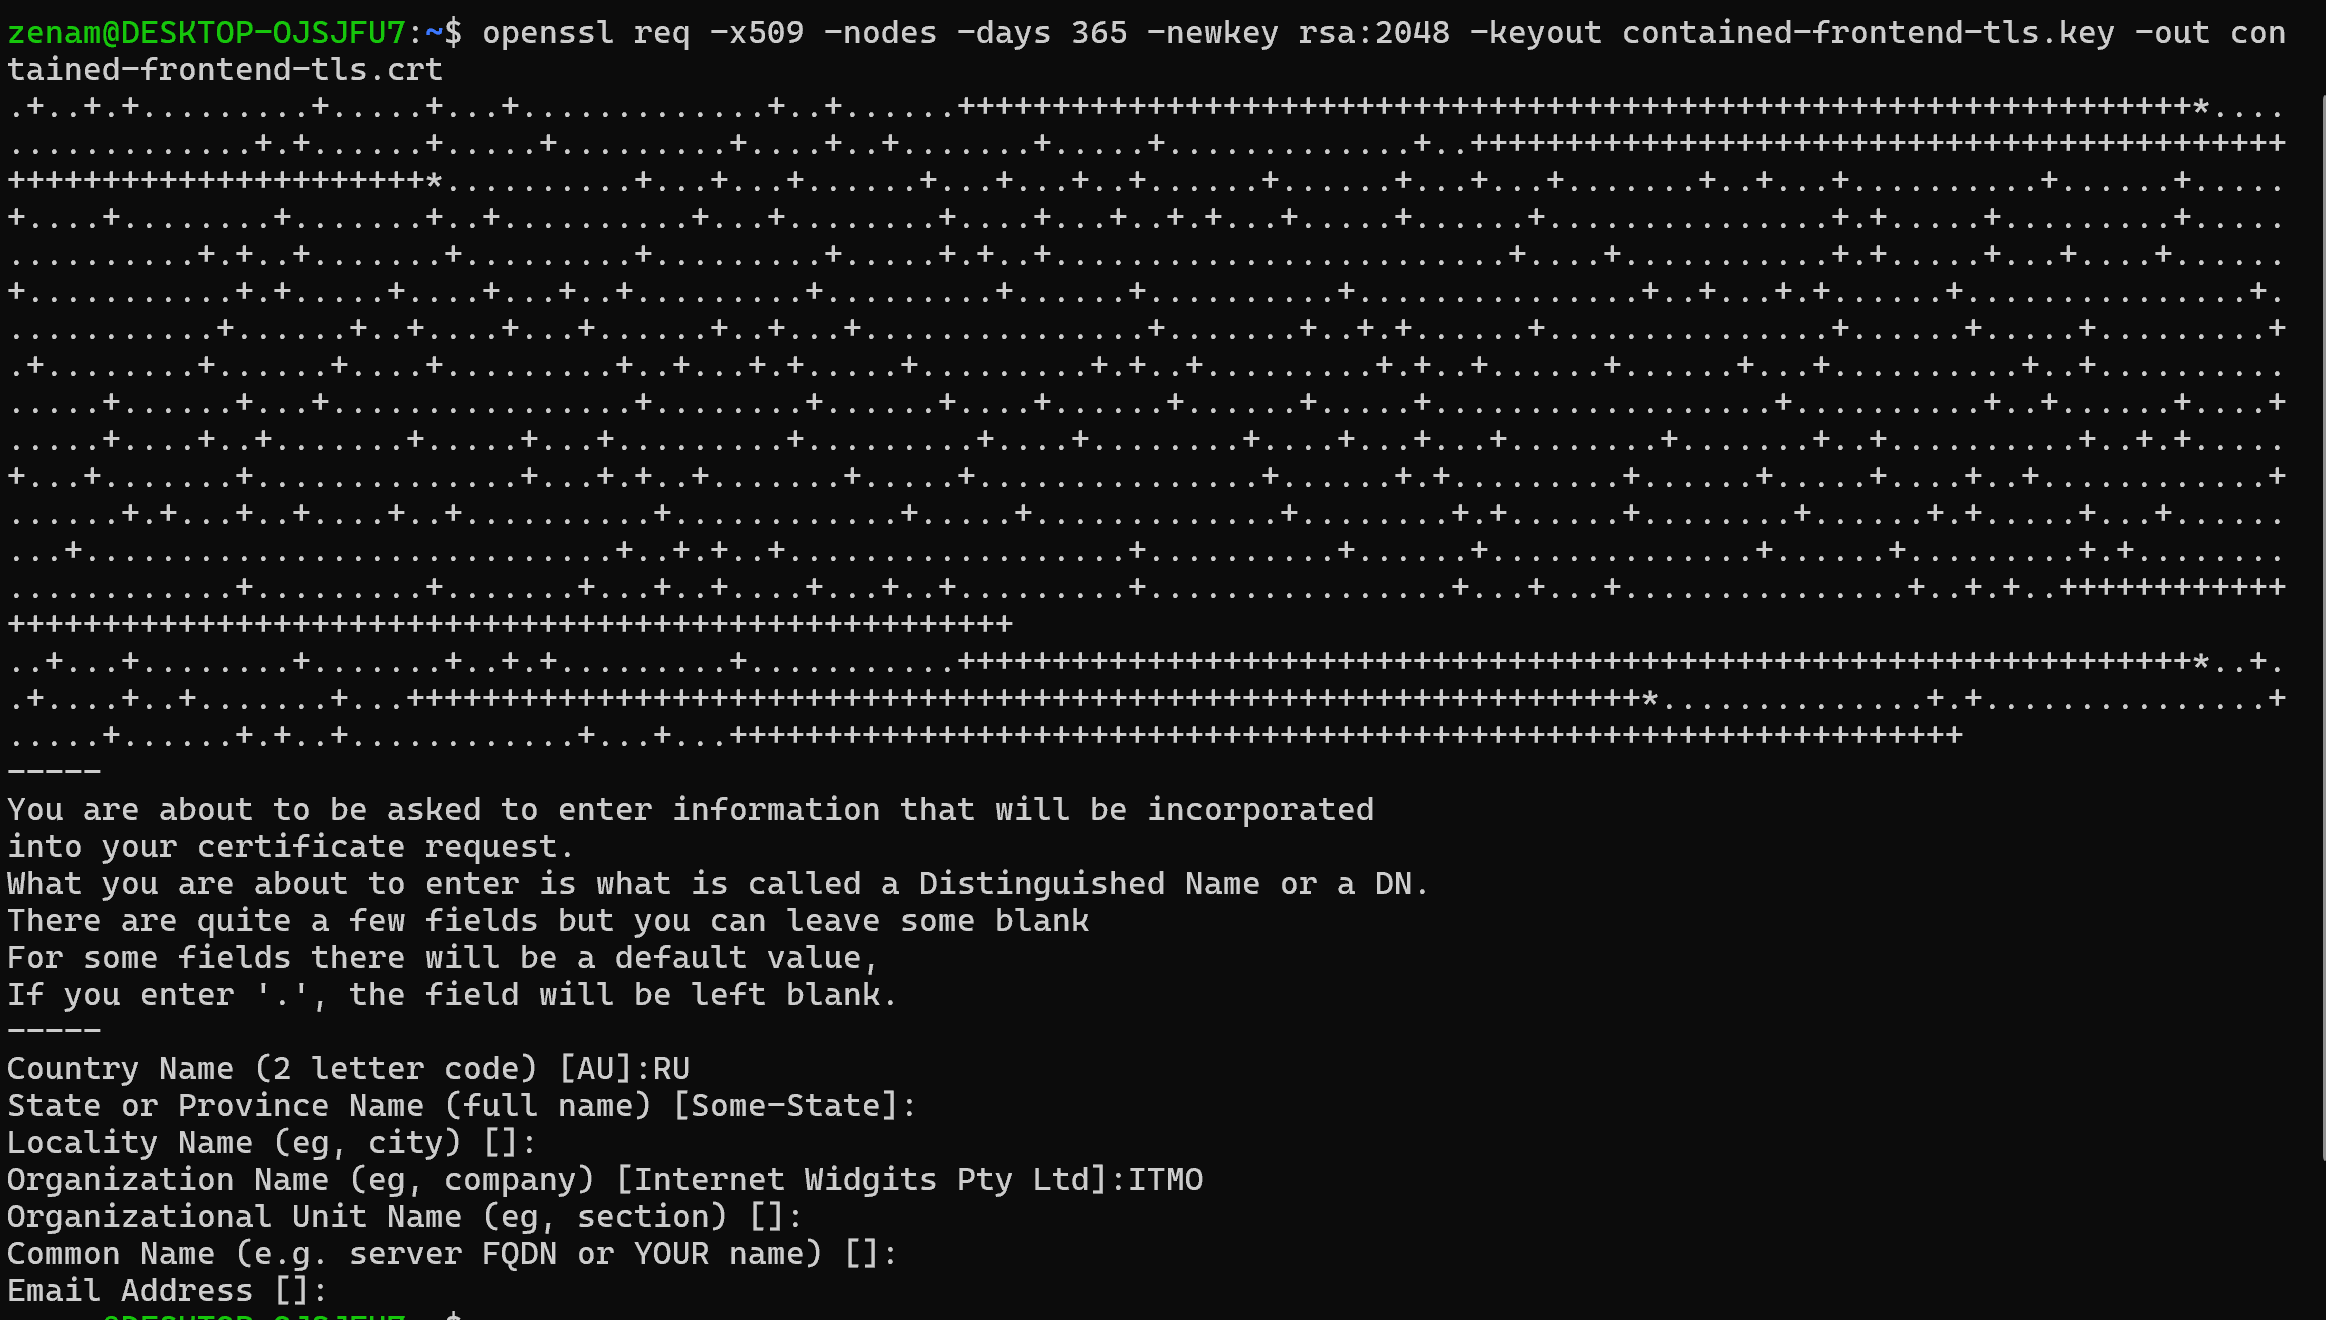 zenam@DESKTOP-OJSJFU7:~$ openssl req -x509 -nodes -days 365 -newkey rsa:2048 -keyout contained-frontend-tls.key -out con
tained-frontend-tls.crt
.+..+.+.........+.....+...+.............+..+......+++++++++++++++++++++++++++++++++++++++++++++++++++++++++++++++++*....
.............+.+......+.....+.........+....+..+.......+.....+.............+..+++++++++++++++++++++++++++++++++++++++++++
++++++++++++++++++++++*..........+...+...+......+...+...+..+......+......+...+...+.......+..+...+..........+......+.....
+....+........+.......+..+..........+...+........+....+...+..+.+...+.....+......+...............+.+.....+.........+.....
..........+.+..+.......+.........+.........+.....+.+..+........................+....+...........+.+.....+...+....+......
+...........+.+.....+....+...+..+.........+.........+......+..........+...............+..+...+.+......+...............+.
...........+......+..+....+...+......+..+...+...............+.......+..+.+......+...............+......+.....+.........+
.+........+......+....+.........+..+...+.+.....+.........+.+..+.........+.+..+......+......+...+..........+..+..........
.....+......+...+................+........+......+....+......+......+.....+..................+..........+..+......+....+
.....+....+..+.......+.....+...+.........+.........+....+........+....+...+...+........+.......+..+..........+..+.+.....
+...+.......+..............+...+.+..+.......+.....+...............+......+.+.........+......+.....+....+..+............+
......+.+...+..+....+..+..........+............+.....+.............+........+.+......+........+......+.+.....+...+......
...+............................+..+.+..+..................+..........+......+..............+......+.........+.+........
............+.........+.......+...+..+....+...+..+.........+................+...+...+...............+..+.+..++++++++++++
+++++++++++++++++++++++++++++++++++++++++++++++++++++
..+...+........+.......+..+.+.........+...........+++++++++++++++++++++++++++++++++++++++++++++++++++++++++++++++++*..+.
.+....+..+.......+...+++++++++++++++++++++++++++++++++++++++++++++++++++++++++++++++++*..............+.+...............+
.....+......+.+..+............+...+...+++++++++++++++++++++++++++++++++++++++++++++++++++++++++++++++++
-----
You are about to be asked to enter information that will be incorporated
into your certificate request.
What you are about to enter is what is called a Distinguished Name or a DN.
There are quite a few fields but you can leave some blank
For some fields there will be a default value,
If you enter '.', the field will be left blank.
-----
Country Name (2 letter code) [AU]:RU
State or Province Name (full name) [Some-State]:
Locality Name (eg, city) []:
Organization Name (eg, company) [Internet Widgits Pty Ltd]:ITMO
Organizational Unit Name (eg, section) []:
Common Name (e.g. server FQDN or YOUR name) []:
Email Address []: